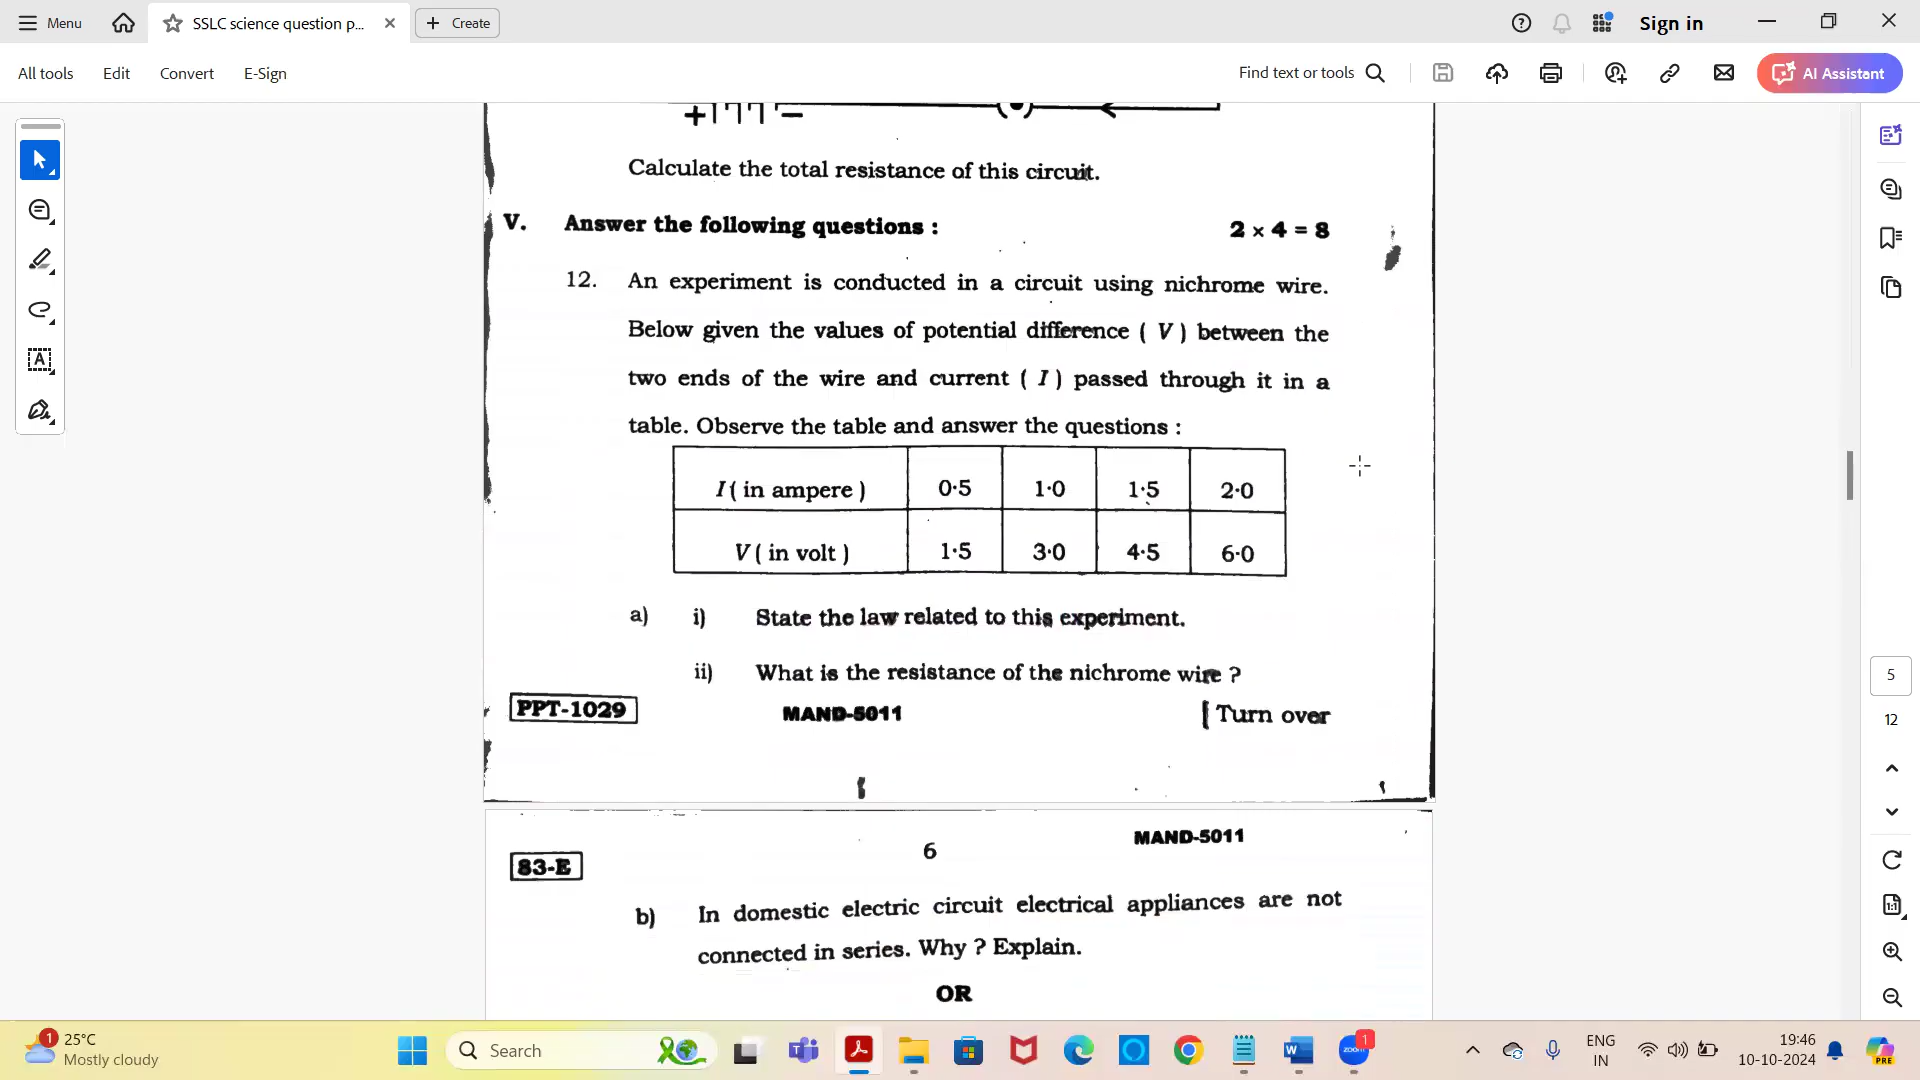 Menu
SSLC science question p...
Create
Sign in
All tools
Edit
Convert
E-Sign
Find text or tools
AI Assistant
+ −
Calculate the total resistance of this circuit.
V. Answer the following questions : 2 × 4 = 8
12. An experiment is conducted in a circuit using nichrome wire.
Below given the values of potential difference ( V ) between the
two ends of the wire and current ( I ) passed through it in a
table. Observe the table and answer the questions :
I ( in ampere ) 0·5 1·0 1·5 2·0
V ( in volt ) 1·5 3·0 4·5 6·0
a) i) State the law related to this experiment.
ii) What is the resistance of the nichrome wire ?
PPT-1029 MAND-5011 [ Turn over
83-E 6 MAND-5011
b) In domestic electric circuit electrical appliances are not
connected in series. Why ? Explain.
OR
5
12
1:1
1
25°C
Mostly cloudy
Search
zoom
1
ENG
IN
19:46
10-10-2024
PRE